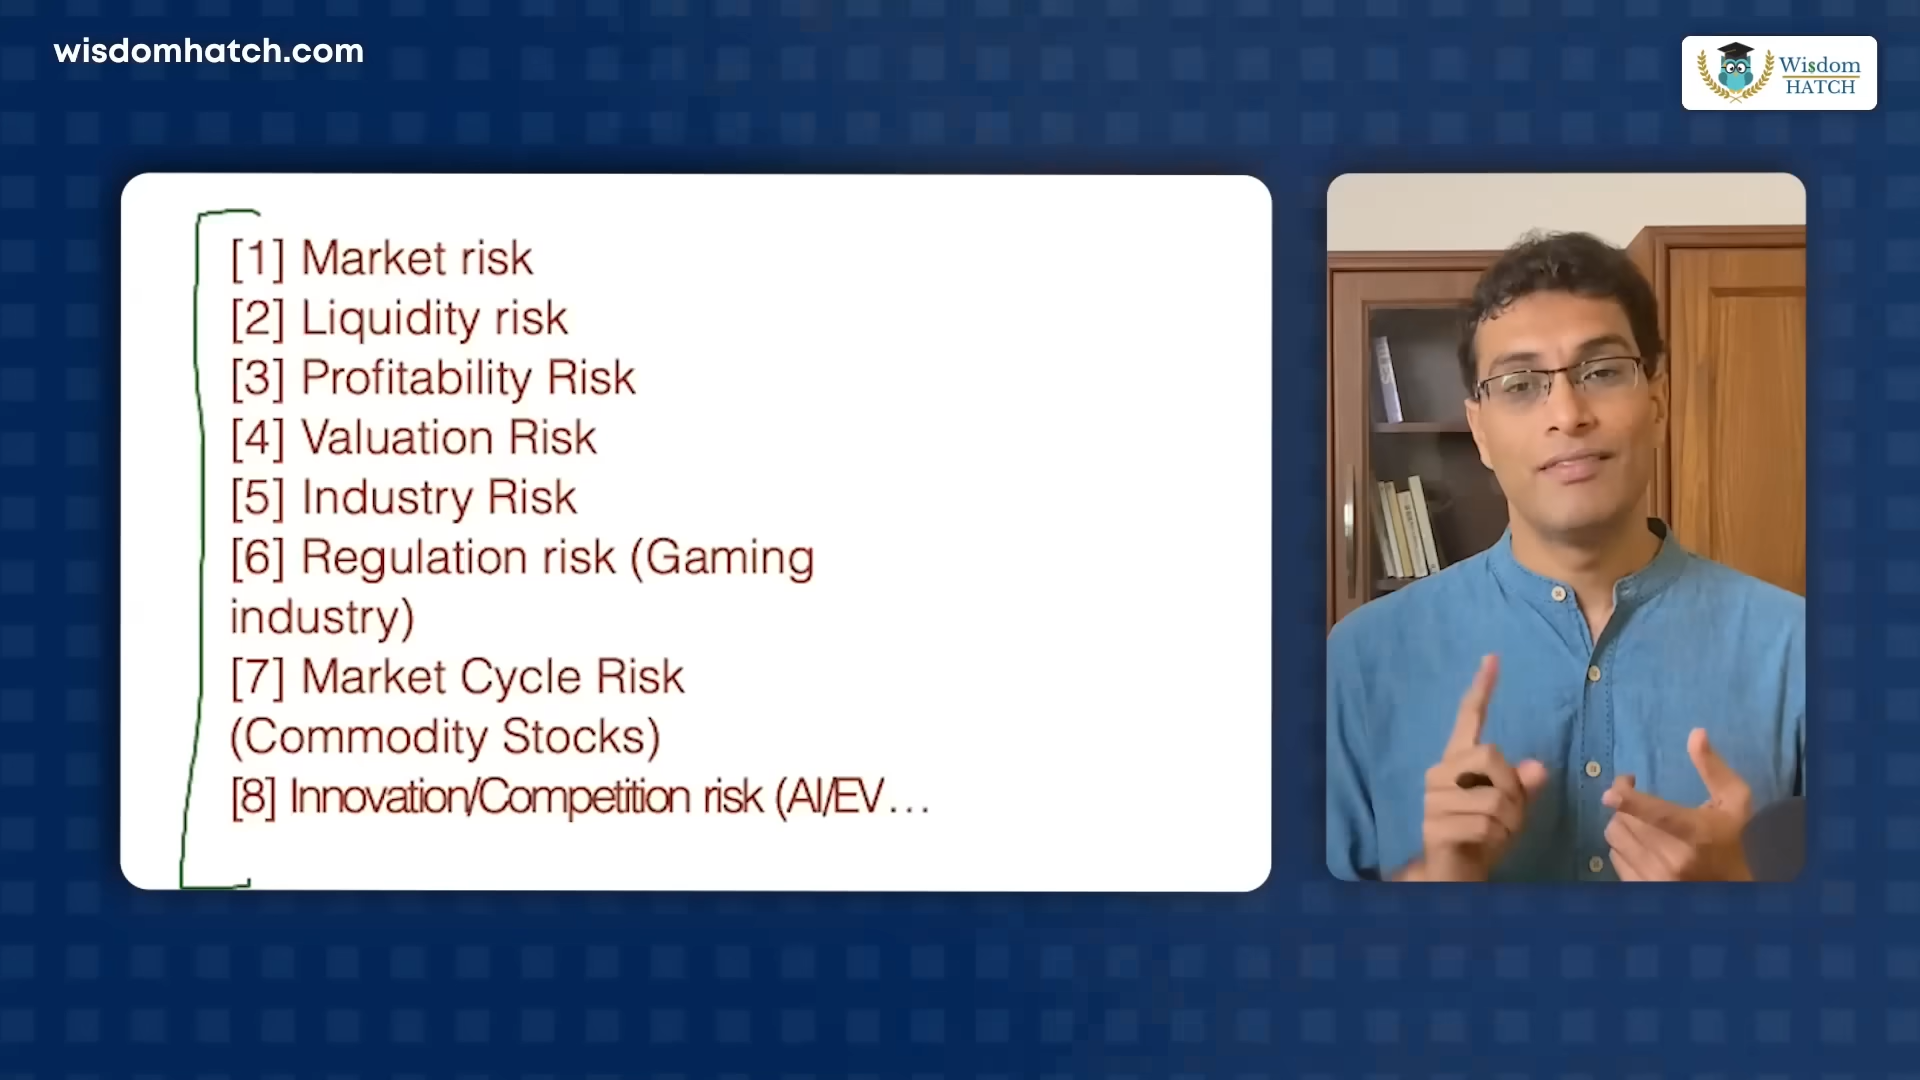 wisdomhatch.com
Wisdom
HATCH
[1] Market risk
[2] Liquidity risk
[3] Profitability Risk
[4] Valuation Risk
[5] Industry Risk
[6] Regulation risk (Gaming
industry)
[7] Market Cycle Risk
(Commodity Stocks)
[8] Innovation/Competition risk (AI/EV...